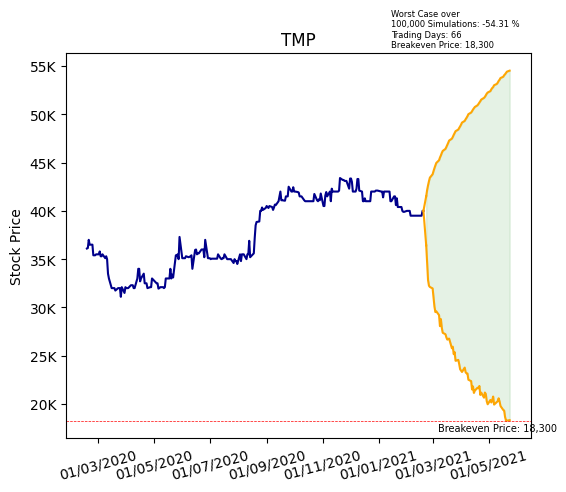 Worst Case over
100,000 Simulations: -54.31 %
Trading Days: 66
Breakeven Price: 18,300
TMP
Stock Price
55K
50K
45K
40K
35K
30K
25K
20K
Breakeven Price: 18,300
01/03/2020
01/05/2020
01/07/2020
01/09/2020
01/11/2020
01/01/2021
01/03/2021
01/05/2021